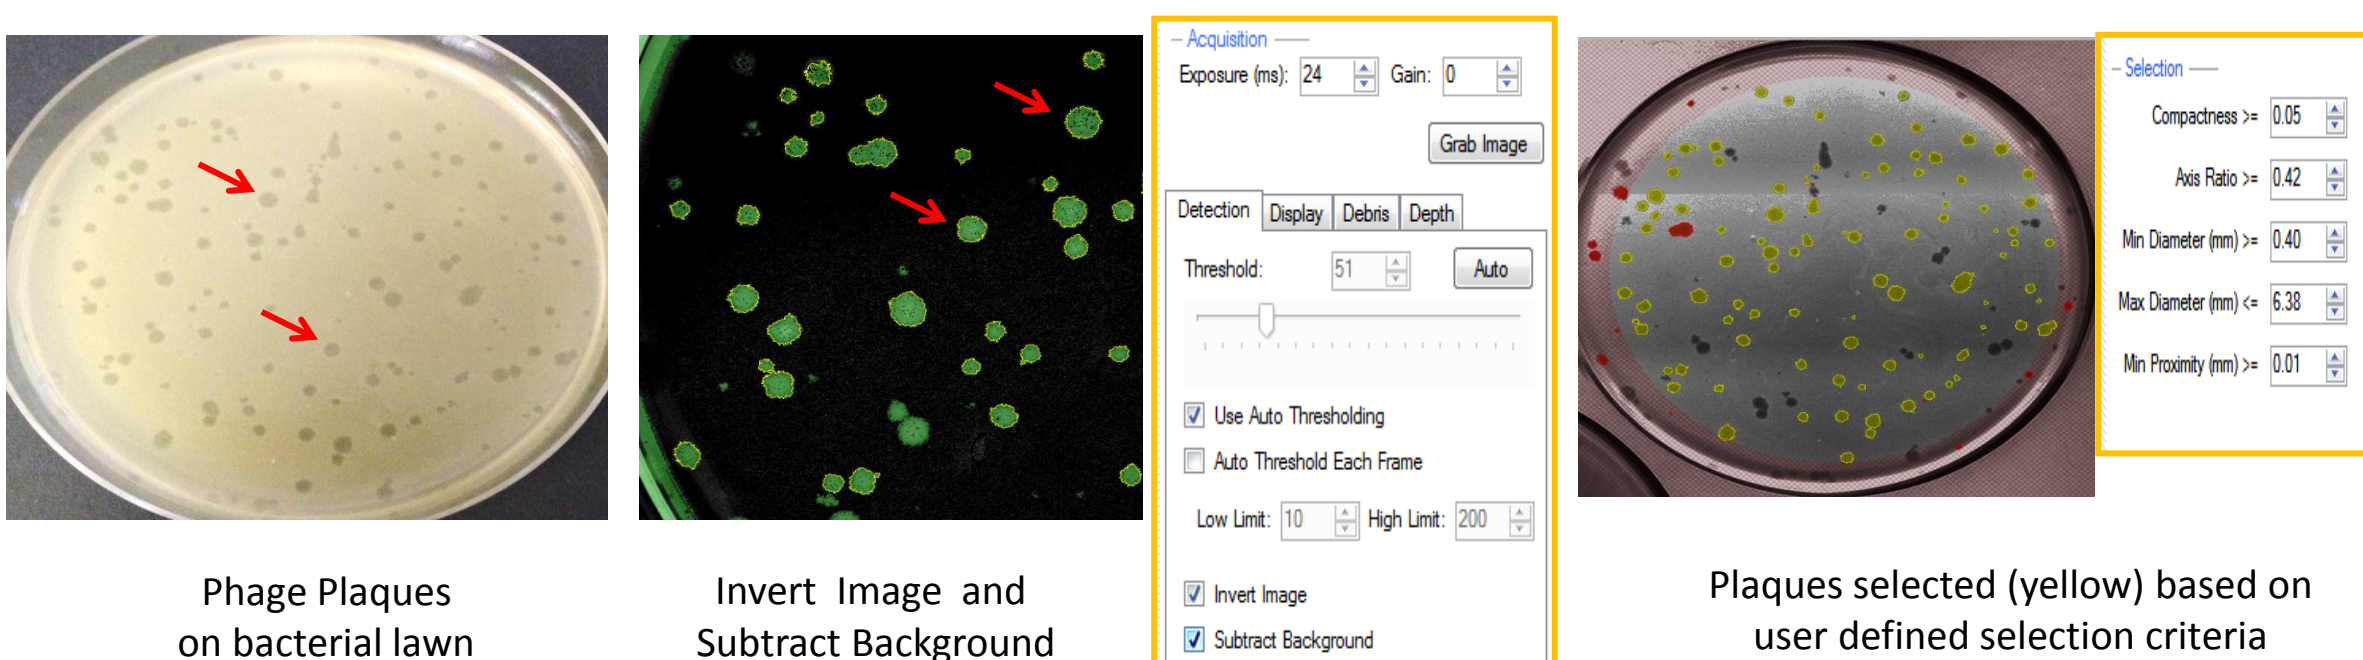 Acquisition
Exposure (ms): 24 Gain: 0
Grab Image
Detection Display Debris Depth
Threshold: 51 Auto
Use Auto Thresholding
Auto Threshold Each Frame
Low Limit: 10 High Limit: 200
Invert Image
Subtract Background
Selection
Compactness >= 0.05
Axis Ratio >= 0.42
Min Diameter (mm) >= 0.40
Max Diameter (mm) <= 6.38
Min Proximity (mm) >= 0.01
Phage Plaques
on bacterial lawn
Invert Image and
Subtract Background
Plaques selected (yellow) based on
user defined selection criteria